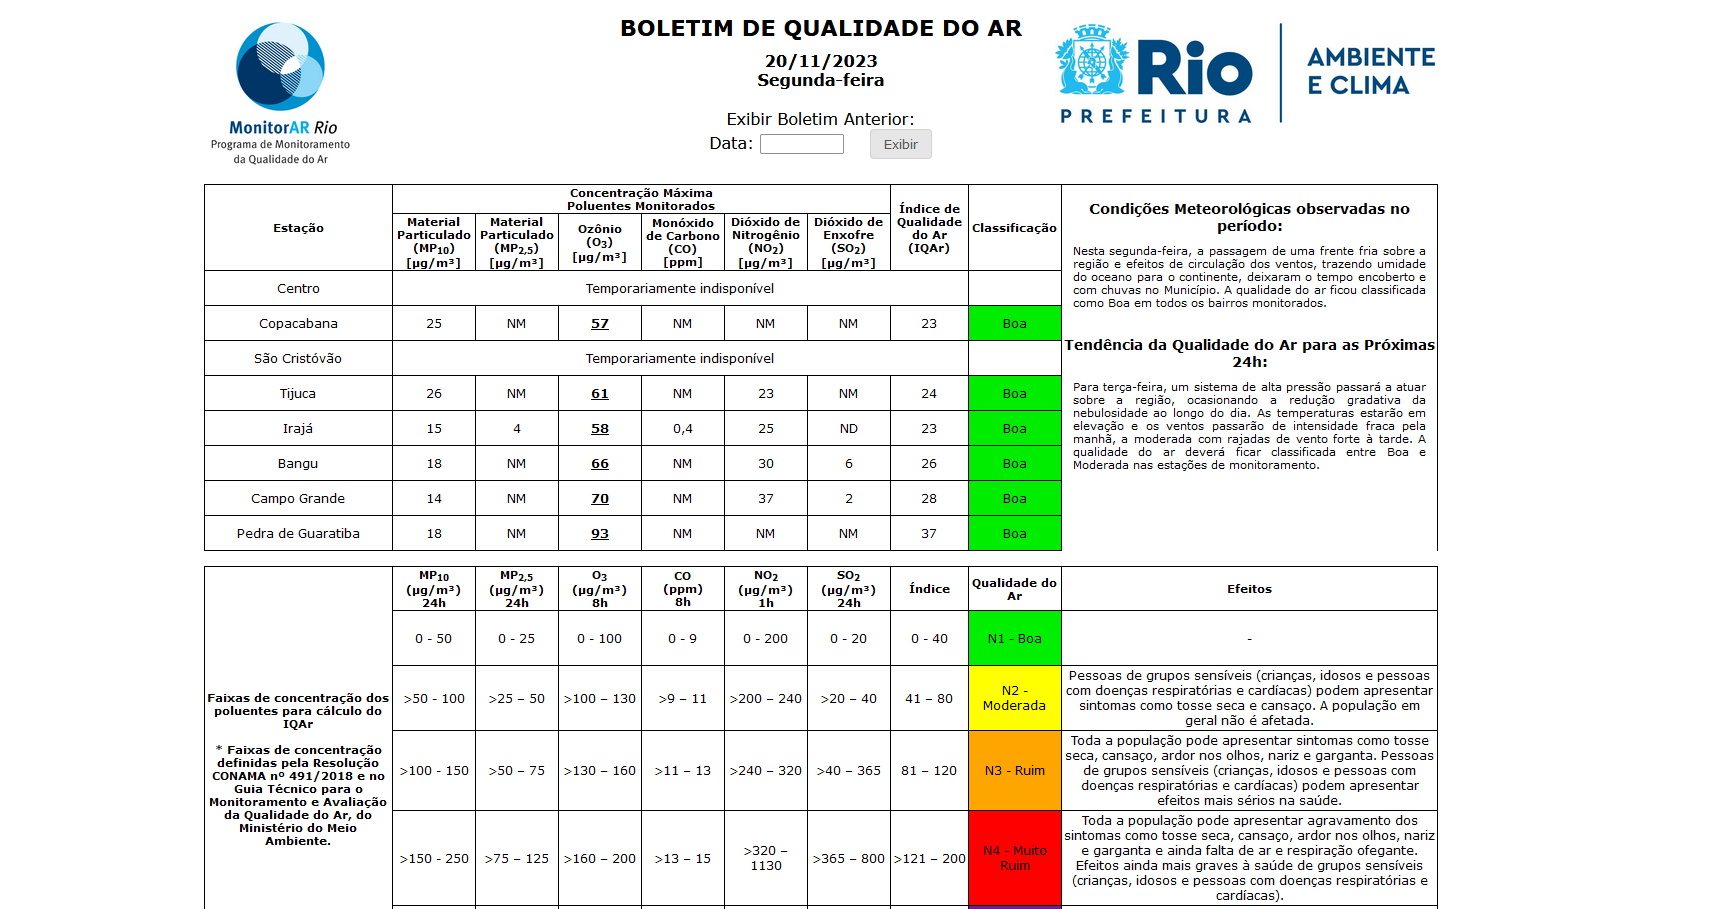 BOLETIM DE QUALIDADE DO AR
20/11/2023
Segunda-feira
Exibir Boletim Anterior:
Data:
Exibir
MonitorAR Rio
Programa de Monitoramento
da Qualidade do Ar
Rio
PREFEITURA
AMBIENTE
E CLIMA
Estação
Concentração Máxima
Poluentes Monitorados
Material
Particulado
(MP10)
[µg/m³]
Material
Particulado
(MP2,5)
[µg/m³]
Ozônio
(O3)
[µg/m³]
Monóxido
de Carbono
(CO)
[ppm]
Dióxido de
Nitrogênio
(NO2)
[µg/m³]
Dióxido de
Enxofre
(SO2)
[µg/m³]
Índice de
Qualidade
do Ar
(IQAr)
Classificação
Centro Temporariamente indisponível
Copacabana 25 NM 57 NM NM NM 23 Boa
São Cristóvão Temporariamente indisponível
Tijuca 26 NM 61 NM 23 NM 24 Boa
Irajá 15 4 58 0,4 25 ND 23 Boa
Bangu 18 NM 66 NM 30 6 26 Boa
Campo Grande 14 NM 70 NM 37 2 28 Boa
Pedra de Guaratiba 18 NM 93 NM NM NM 37 Boa
Condições Meteorológicas observadas no
período:
Nesta segunda-feira, a passagem de uma frente fria sobre a
região e efeitos de circulação dos ventos, trazendo umidade
do oceano para o continente, deixaram o tempo encoberto e
com chuvas no Município. A qualidade do ar ficou classificada
como Boa em todos os bairros monitorados.
Tendência da Qualidade do Ar para as Próximas
24h:
Para terça-feira, um sistema de alta pressão passará a atuar
sobre a região, ocasionando a redução gradativa da
nebulosidade ao longo do dia. As temperaturas estarão em
elevação e os ventos passarão de intensidade fraca pela
manhã, a moderada com rajadas de vento forte à tarde. A
qualidade do ar deverá ficar classificada entre Boa e
Moderada nas estações de monitoramento.
Faixas de concentração dos
poluentes para cálculo do
IQAr
* Faixas de concentração
definidas pela Resolução
CONAMA nº 491/2018 e no
Guia Técnico para o
Monitoramento e Avaliação
da Qualidade do Ar, do
Ministério do Meio
Ambiente.
MP10
(µg/m³)
24h
MP2,5
(µg/m³)
24h
O3
(µg/m³)
8h
CO
(ppm)
8h
NO2
(µg/m³)
1h
SO2
(µg/m³)
24h
Índice
Qualidade do
Ar
Efeitos
0 - 50 0 - 25 0 - 100 0 - 9 0 - 200 0 - 20 0 - 40 N1 - Boa -
>50 - 100 >25 – 50 >100 – 130 >9 – 11 >200 – 240 >20 – 40 41 – 80
N2 -
Moderada
Pessoas de grupos sensíveis (crianças, idosos e pessoas
com doenças respiratórias e cardíacas) podem apresentar
sintomas como tosse seca e cansaço. A população em
geral não é afetada.
>100 - 150 >50 – 75 >130 – 160 >11 – 13 >240 – 320 >40 – 365 81 – 120 N3 - Ruim
Toda a população pode apresentar sintomas como tosse
seca, cansaço, ardor nos olhos, nariz e garganta. Pessoas
de grupos sensíveis (crianças, idosos e pessoas com
doenças respiratórias e cardíacas) podem apresentar
efeitos mais sérios na saúde.
>150 - 250 >75 – 125 >160 – 200 >13 – 15
>320 –
1130
>365 – 800 >121 – 200
N4 - Muito
Ruim
Toda a população pode apresentar agravamento dos
sintomas como tosse seca, cansaço, ardor nos olhos, nariz
e garganta e ainda falta de ar e respiração ofegante.
Efeitos ainda mais graves à saúde de grupos sensíveis
(crianças, idosos e pessoas com doenças respiratórias e
cardíacas).